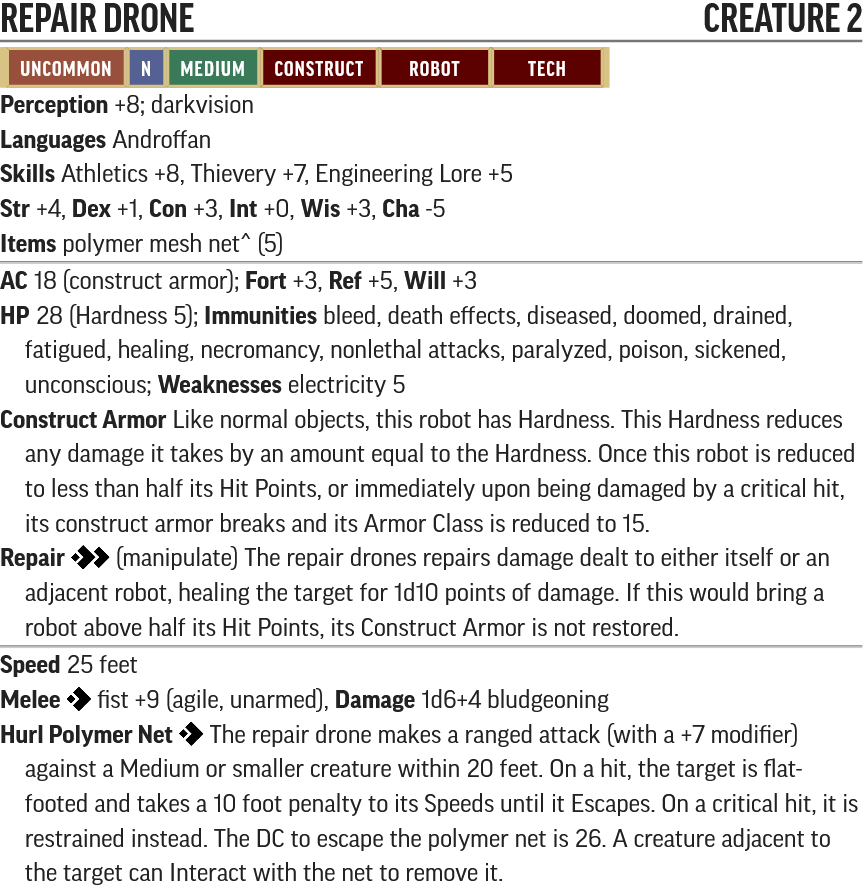 REPAIR DRONE CREATURE 2
UNCOMMON N MEDIUM CONSTRUCT ROBOT TECH
Perception +8; darkvision
Languages Androffan
Skills Athletics +8, Thievery +7, Engineering Lore +5
Str +4, Dex +1, Con +3, Int +0, Wis +3, Cha -5
Items polymer mesh net^ (5)
AC 18 (construct armor); Fort +3, Ref +5, Will +3
HP 28 (Hardness 5); Immunities bleed, death effects, diseased, doomed, drained,
fatigued, healing, necromancy, nonlethal attacks, paralyzed, poison, sickened,
unconscious; Weaknesses electricity 5
Construct Armor Like normal objects, this robot has Hardness. This Hardness reduces
any damage it takes by an amount equal to the Hardness. Once this robot is reduced
to less than half its Hit Points, or immediately upon being damaged by a critical hit,
its construct armor breaks and its Armor Class is reduced to 15.
Repair (manipulate) The repair drones repairs damage dealt to either itself or an
adjacent robot, healing the target for 1d10 points of damage. If this would bring a
robot above half its Hit Points, its Construct Armor is not restored.
Speed 25 feet
Melee fist +9 (agile, unarmed), Damage 1d6+4 bludgeoning
Hurl Polymer Net The repair drone makes a ranged attack (with a +7 modifier)
against a Medium or smaller creature within 20 feet. On a hit, the target is flat-
footed and takes a 10 foot penalty to its Speeds until it Escapes. On a critical hit, it is
restrained instead. The DC to escape the polymer net is 26. A creature adjacent to
the target can Interact with the net to remove it.